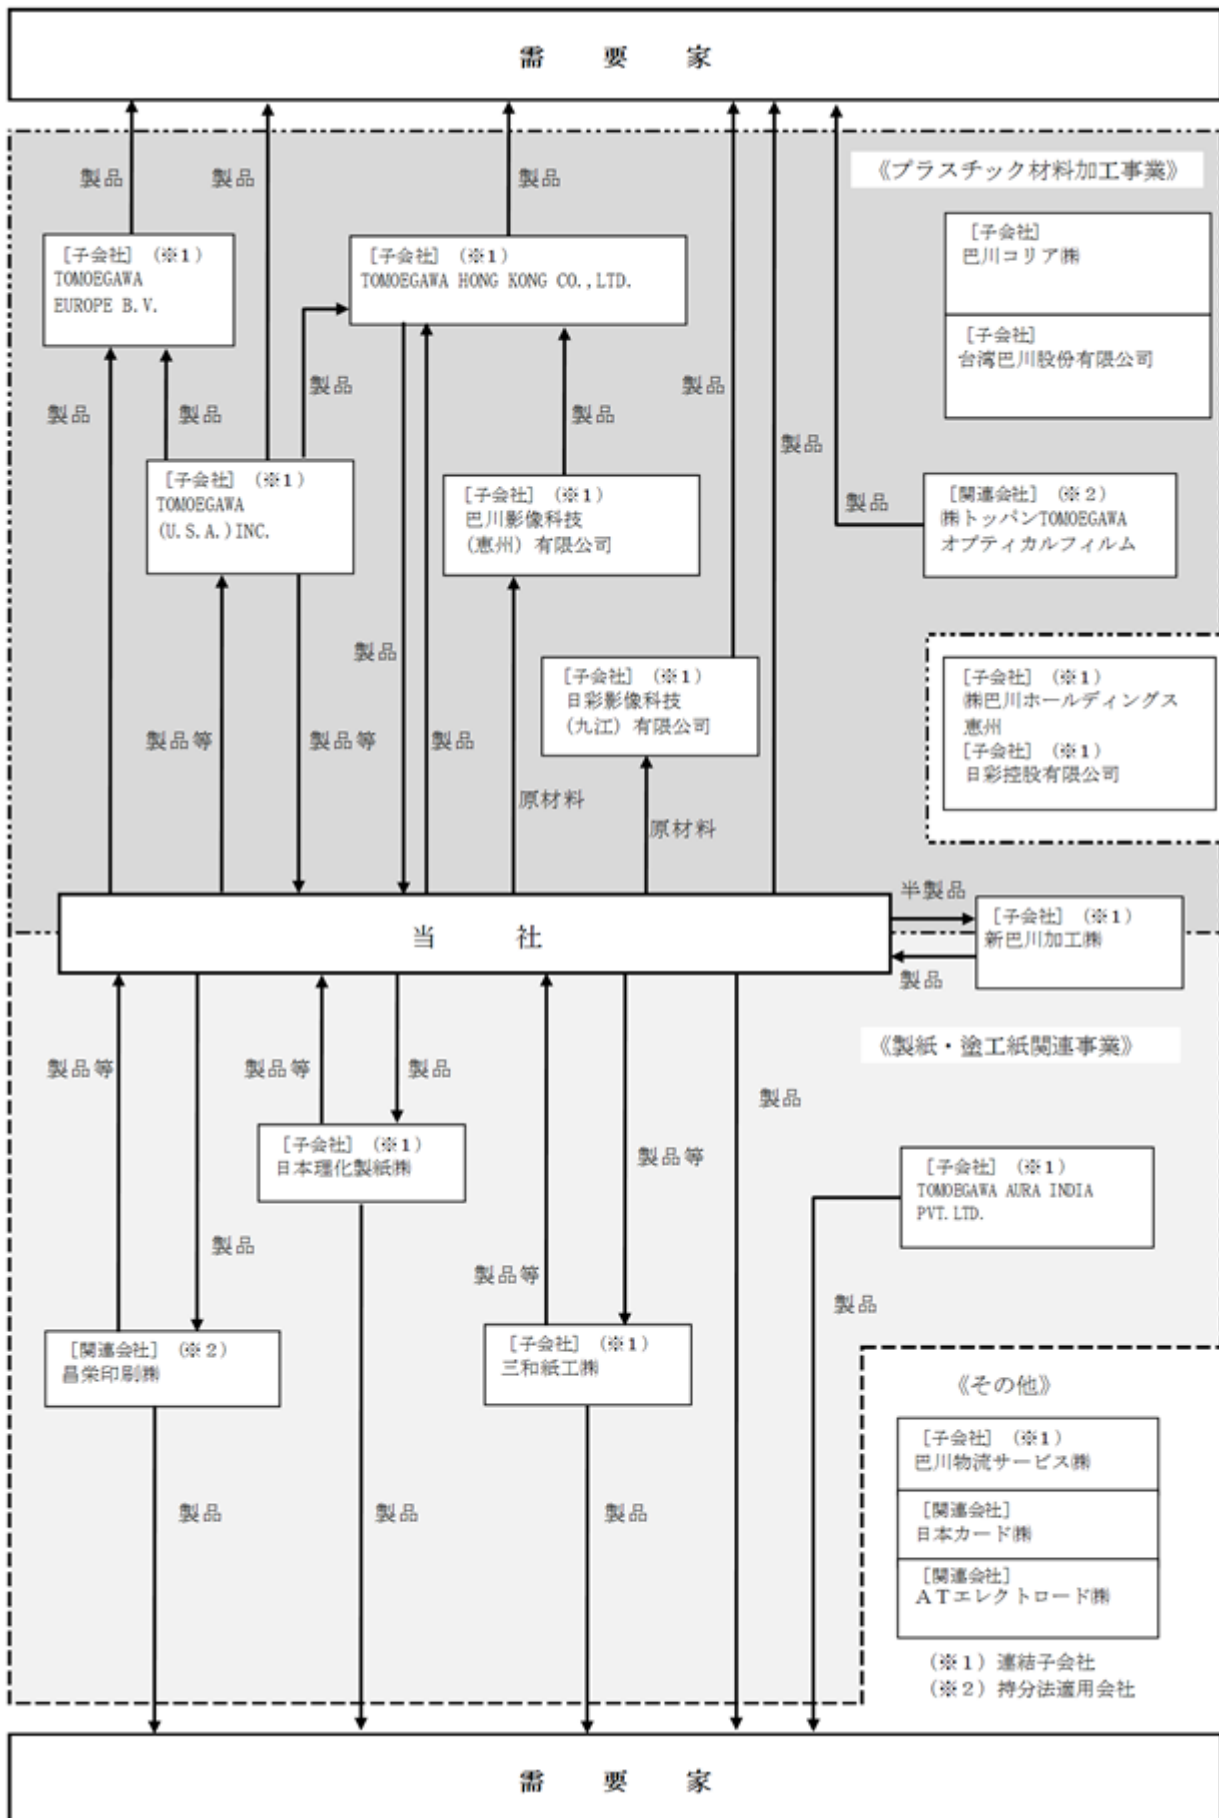 需　要　家
《プラスチック材料加工事業》
製品
製品
製品
[子会社] (※1)
TOMOEGAWA
EUROPE B.V.
[子会社] (※1)
TOMOEGAWA HONG KONG CO.,LTD.
[子会社]
巴川コリア㈱
[子会社]
台湾巴川股份有限公司
製品
製品
製品
製品
製品
製品
製品
[子会社] (※1)
TOMOEGAWA
(U.S.A.)INC.
[子会社] (※1)
巴川影像科技
(恵州) 有限公司
[関連会社] (※2)
㈱トッパンTOMOEGAWA
オプティカルフィルム
製品
[子会社] (※1)
日彩影像科技
(九江) 有限公司
[子会社] (※1)
㈱巴川ホールディングス
恵州
[子会社] (※1)
日彩控股有限公司
製品等
製品等
製品
原材料
原材料
当　社
半製品
製品
[子会社] (※1)
新巴川加工㈱
《製紙・塗工紙関連事業》
製品等
製品等
製品
製品
[子会社] (※1)
日本理化製紙㈱
製品等
[子会社] (※1)
TOMOEGAWA AURA INDIA
PVT.LTD.
製品
製品等
製品
[関連会社] (※2)
昌栄印刷㈱
[子会社] (※1)
三和紙工㈱
製品
製品
製品
《その他》
[子会社] (※1)
巴川物流サービス㈱
[関連会社]
日本カード㈱
[関連会社]
ATエレクトロード㈱
(※1) 連結子会社
(※2) 持分法適用会社
需　要　家